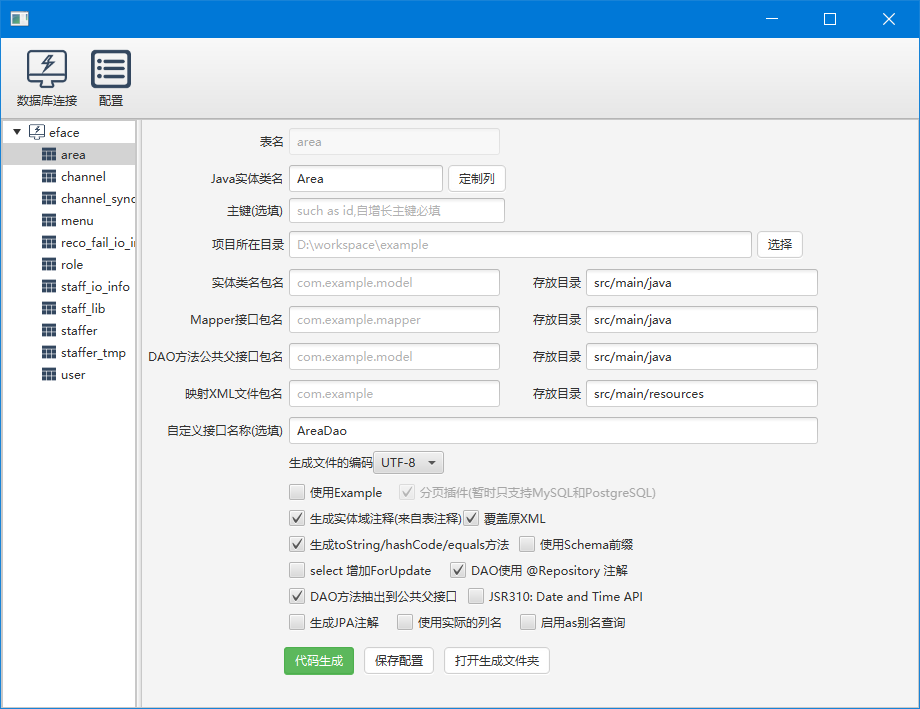 数据库连接 配置
eface
area
channel
channel_sync
menu
reco_fail_io_i
role
staff_io_info
staff_lib
staffer
staffer_tmp
user
表名 area
Java实体类名 Area 定制列
主键(选填) such as id,自增长主键必填
项目所在目录 D:\workspace\example 选择
实体类名包名 com.example.model 存放目录 src/main/java
Mapper接口包名 com.example.mapper 存放目录 src/main/java
DAO方法公共父接口包名 com.example.model 存放目录 src/main/java
映射XML文件包名 com.example 存放目录 src/main/resources
自定义接口名称(选填) AreaDao
生成文件的编码 UTF-8
使用Example 分页插件(暂时只支持MySQL和PostgreSQL)
生成实体域注释(来自表注释) 覆盖原XML
生成toString/hashCode/equals方法 使用Schema前缀
select 增加ForUpdate DAO使用 @Repository 注解
DAO方法抽出到公共父接口 JSR310: Date and Time API
生成JPA注解 使用实际的列名 启用as别名查询
代码生成 保存配置 打开生成文件夹